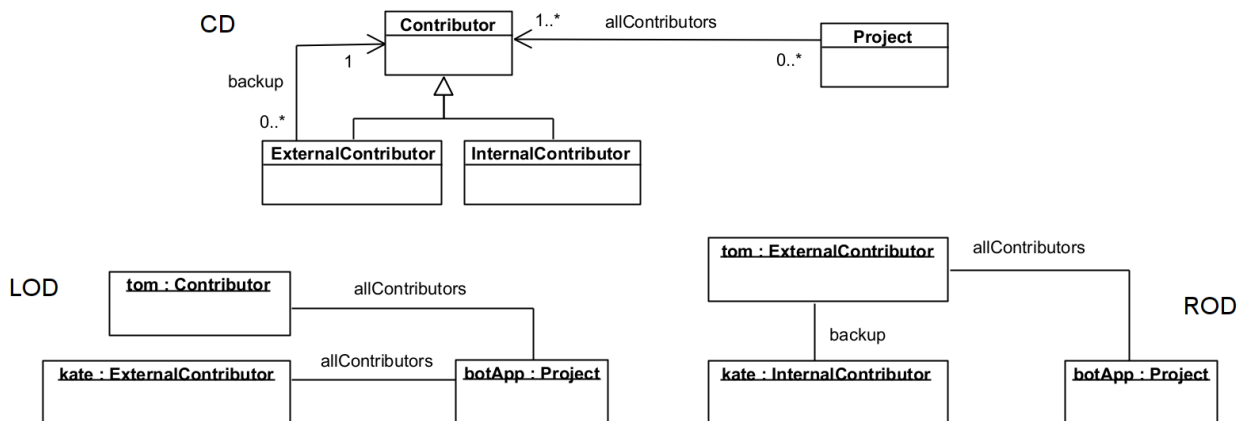 CD
Contributor
1..*
allContributors
Project
1
0..*
backup
0..*
ExternalContributor
InternalContributor
LOD
tom : Contributor
allContributors
kate : ExternalContributor
allContributors
botApp : Project
tom : ExternalContributor
allContributors
ROD
backup
kate : InternalContributor
botApp : Project